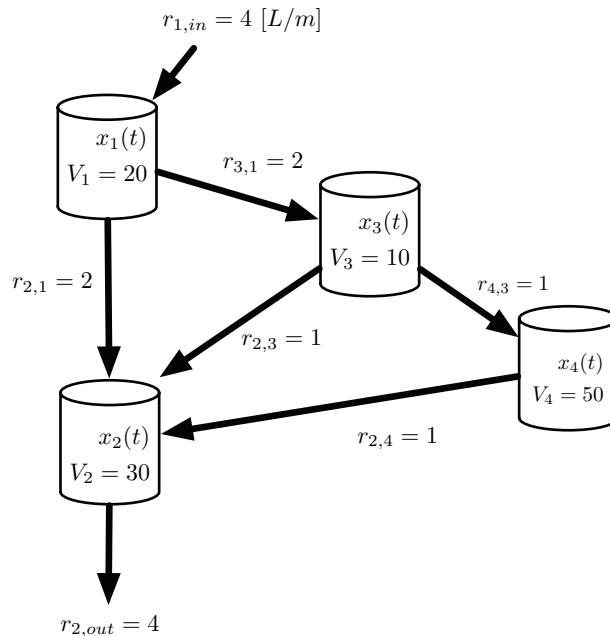 r_{1,in} = 4 [L/m]
x_1(t)
V_1 = 20
r_{3,1} = 2
x_3(t)
V_3 = 10
r_{2,1} = 2
r_{4,3} = 1
r_{2,3} = 1
x_4(t)
V_4 = 50
x_2(t)
V_2 = 30
r_{2,4} = 1
r_{2,out} = 4